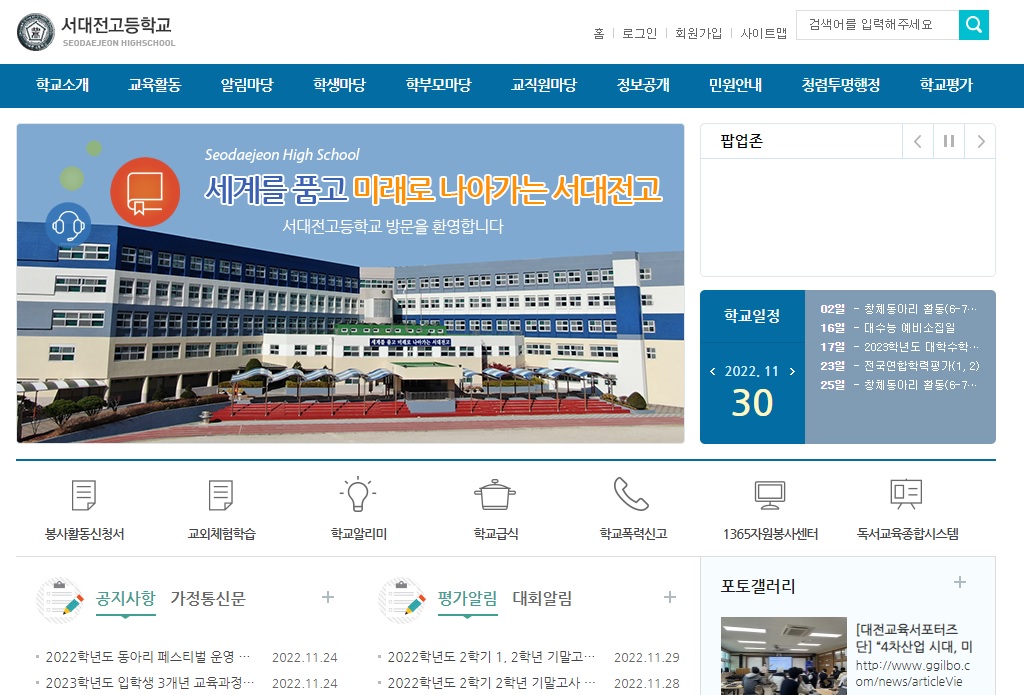 서대전고등학교
SEODAEJEON HIGHSCHOOL
홈 로그인 회원가입 사이트맵
검색어를 입력해주세요
학교소개 교육활동 알림마당 학생마당 학부모마당 교직원마당 정보공개 민원안내 청렴투명행정 학교평가
Seodaejeon High School
세계를 품고 미래로 나아가는 서대전고
서대전고등학교 방문을 환영합니다
세계를 품고 미래로 나아가는 서대전고
팝업존
학교일정
2022. 11
30
02일 - 창체동아리 활동(6-7…
16일 - 대수능 예비소집일
17일 - 2023학년도 대학수학…
23일 - 전국연합학력평가(1, 2)
25일 - 창체동아리 활동(6-7…
봉사활동신청서 교외체험학습 학교알리미 학교급식 학교폭력신고 1365자원봉사센터 독서교육종합시스템
공지사항 가정통신문
2022학년도 동아리 페스티벌 운영 … 2022.11.24
2023학년도 입학생 3개년 교육과정… 2022.11.24
평가알림 대회알림
2022학년도 2학기 1, 2학년 기말고… 2022.11.29
2022학년도 2학기 2학년 기말고사 … 2022.11.28
포토갤러리
[대전교육서포터즈
단] “4차산업 시대, 미
http://www.ggilbo.c
om/news/articleVie